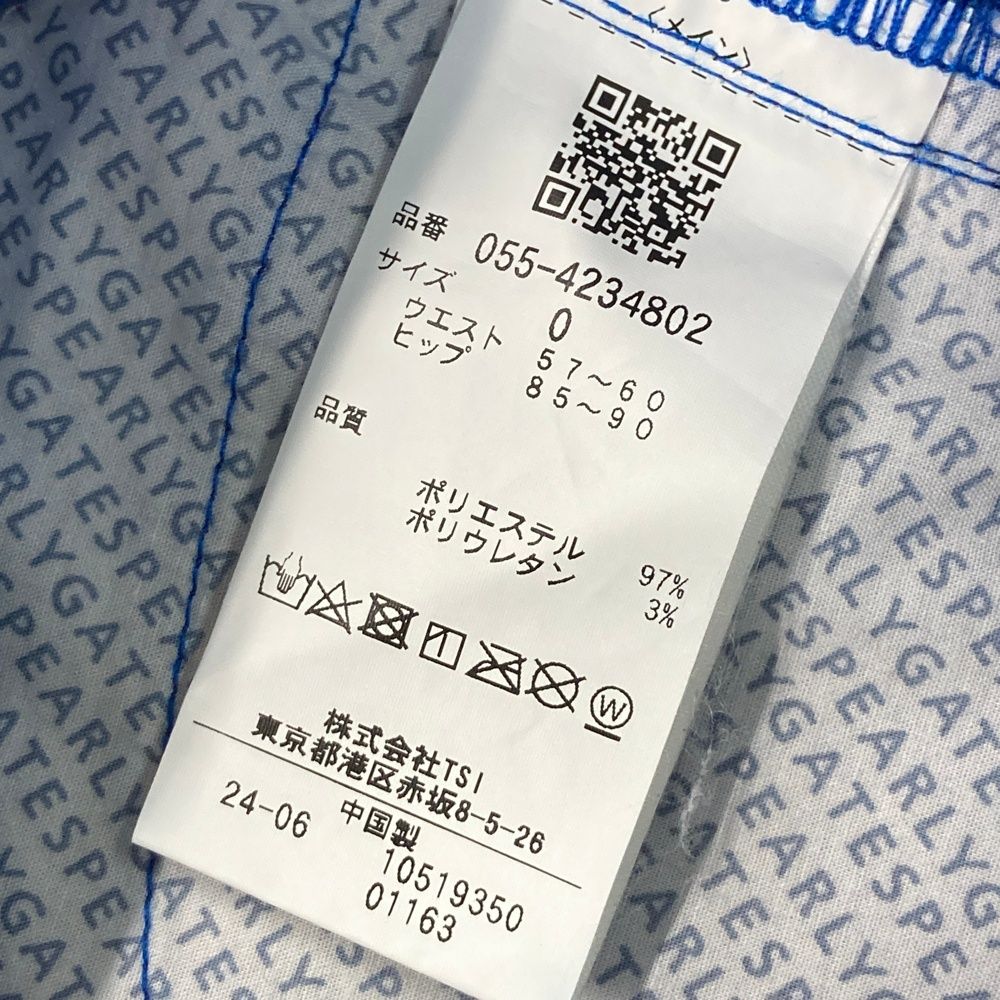 〈メイン〉
品番 055-4234802
サイズ 0
ウエスト 57～60
ヒップ 85～90
品質
ポリエステル 97%
ポリウレタン 3%
W
株式会社TSI
東京都港区赤坂8-5-26
24-06 中国製
10519350
01163
PEARLYGATES